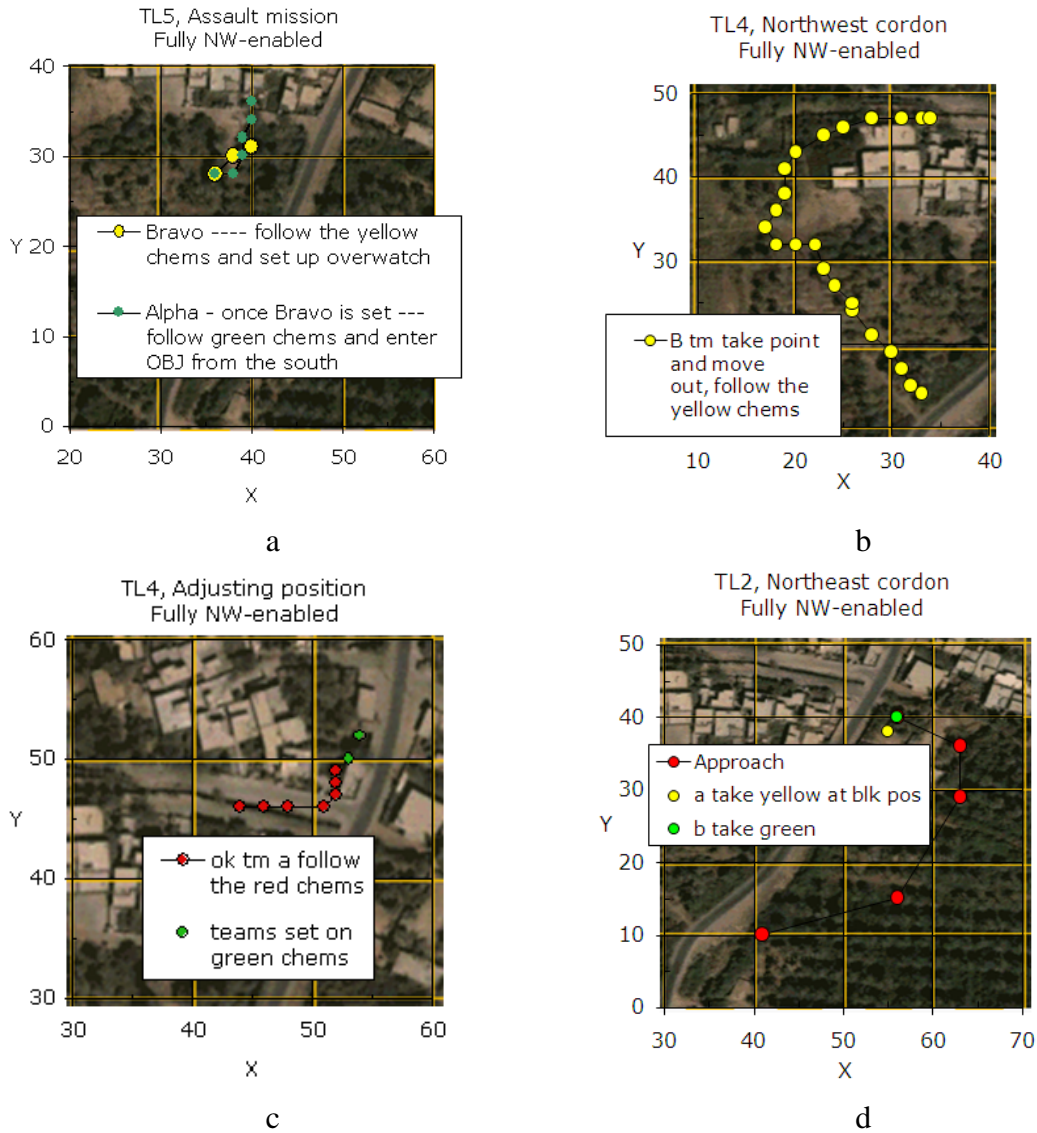 TL5, Assault mission
Fully NW-enabled
40
30
Y 20
10
0
20 30 40 50 60
X
Bravo ---- follow the yellow
chems and set up overwatch
Alpha - once Bravo is set ---
follow green chems and enter
OBJ from the south
a
TL4, Northwest cordon
Fully NW-enabled
50
40
Y 30
10 20 30 40
X
B tm take point
and move
out, follow the
yellow chems
b
TL4, Adjusting position
Fully NW-enabled
60
50
Y
40
30
30 40 50 60
X
ok tm a follow
the red chems
teams set on
green chems
c
TL2, Northeast cordon
Fully NW-enabled
50
40
30
Y
20
10
0
30 40 50 60 70
X
Approach
a take yellow at blk pos
b take green
d